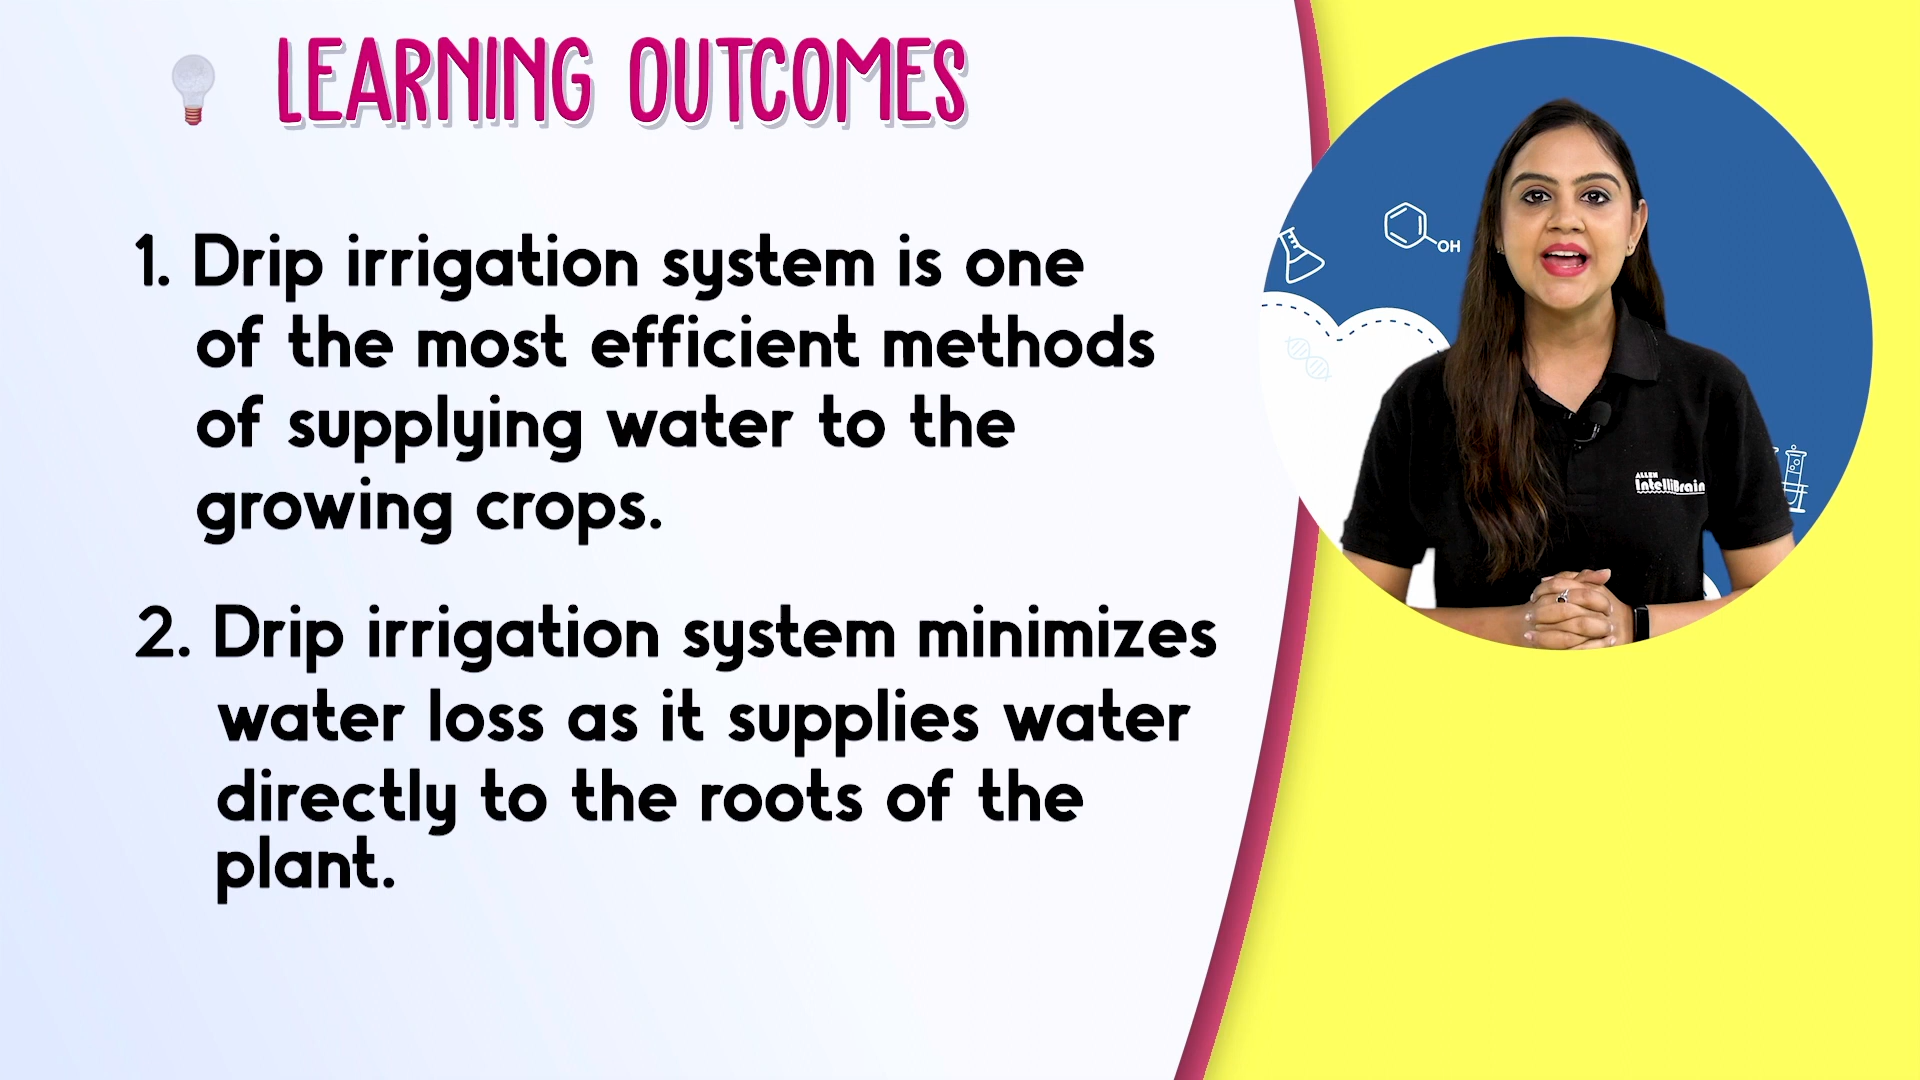 LEARNING OUTCOMES
1. Drip irrigation system is one
of the most efficient methods
of supplying water to the
growing crops.
2. Drip irrigation system minimizes
water loss as it supplies water
directly to the roots of the
plant.
OH
ALLEN
IntelliBrain